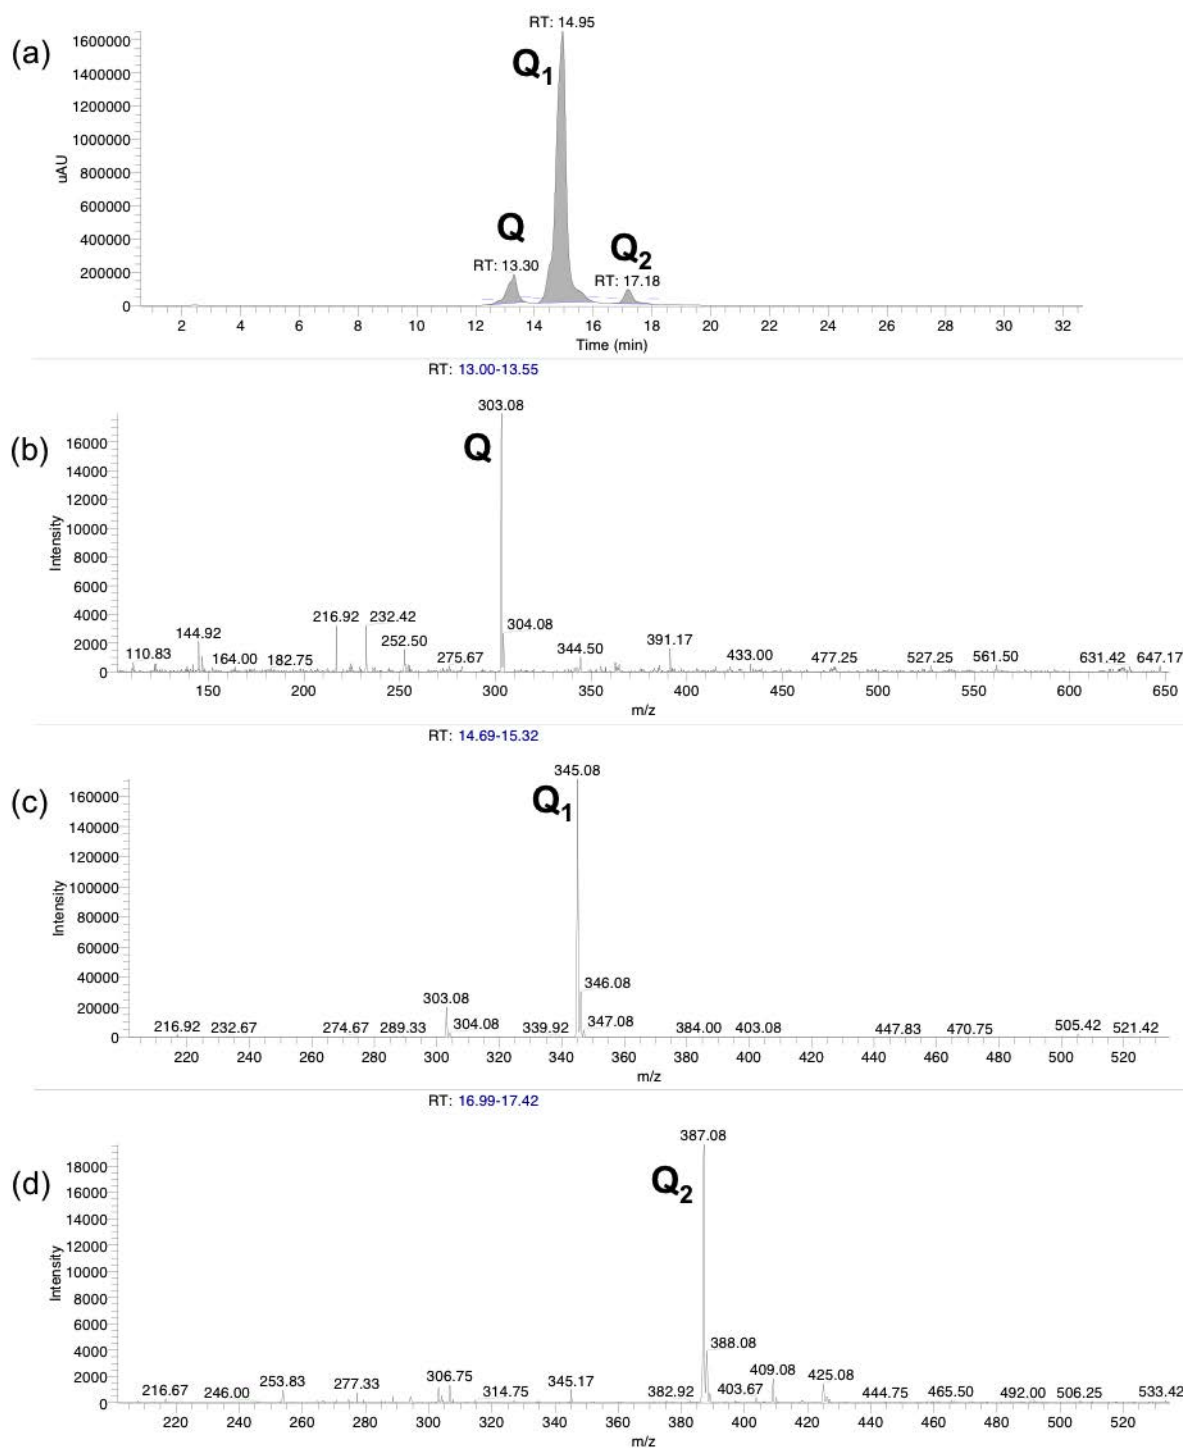 (a)
RT: 14.95
Q1
Q
RT: 13.30
Q2
RT: 17.18
uAU
1600000
1400000
1200000
1000000
800000
600000
400000
200000
0
2 4 6 8 10 12 14 16 18 20 22 24 26 28 30 32
Time (min)
RT: 13.00-13.55
(b)
303.08
Q
Intensity
16000
14000
12000
10000
8000
6000
4000
2000
0
110.83 144.92 164.00 182.75 216.92 232.42 252.50 275.67 304.08 344.50 391.17 433.00 477.25 527.25 561.50 631.42 647.17
150 200 250 300 350 400 450 500 550 600 650
m/z
RT: 14.69-15.32
(c)
345.08
Q1
Intensity
160000
140000
120000
100000
80000
60000
40000
20000
0
216.92 232.67 274.67 289.33 303.08 304.08 339.92 346.08 347.08 384.00 403.08 447.83 470.75 505.42 521.42
220 240 260 280 300 320 340 360 380 400 420 440 460 480 500 520
m/z
RT: 16.99-17.42
(d)
387.08
Q2
Intensity
18000
16000
14000
12000
10000
8000
6000
4000
2000
0
216.67 246.00 253.83 277.33 306.75 314.75 345.17 382.92 388.08 403.67 409.08 425.08 444.75 465.50 492.00 506.25 533.42
220 240 260 280 300 320 340 360 380 400 420 440 460 480 500 520
m/z